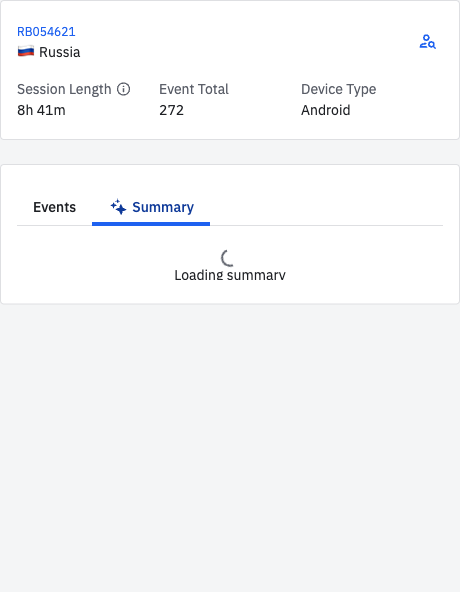 RB054621
Russia
Session Length Event Total Device Type
8h 41m 272 Android
Events Summary
Loading summary